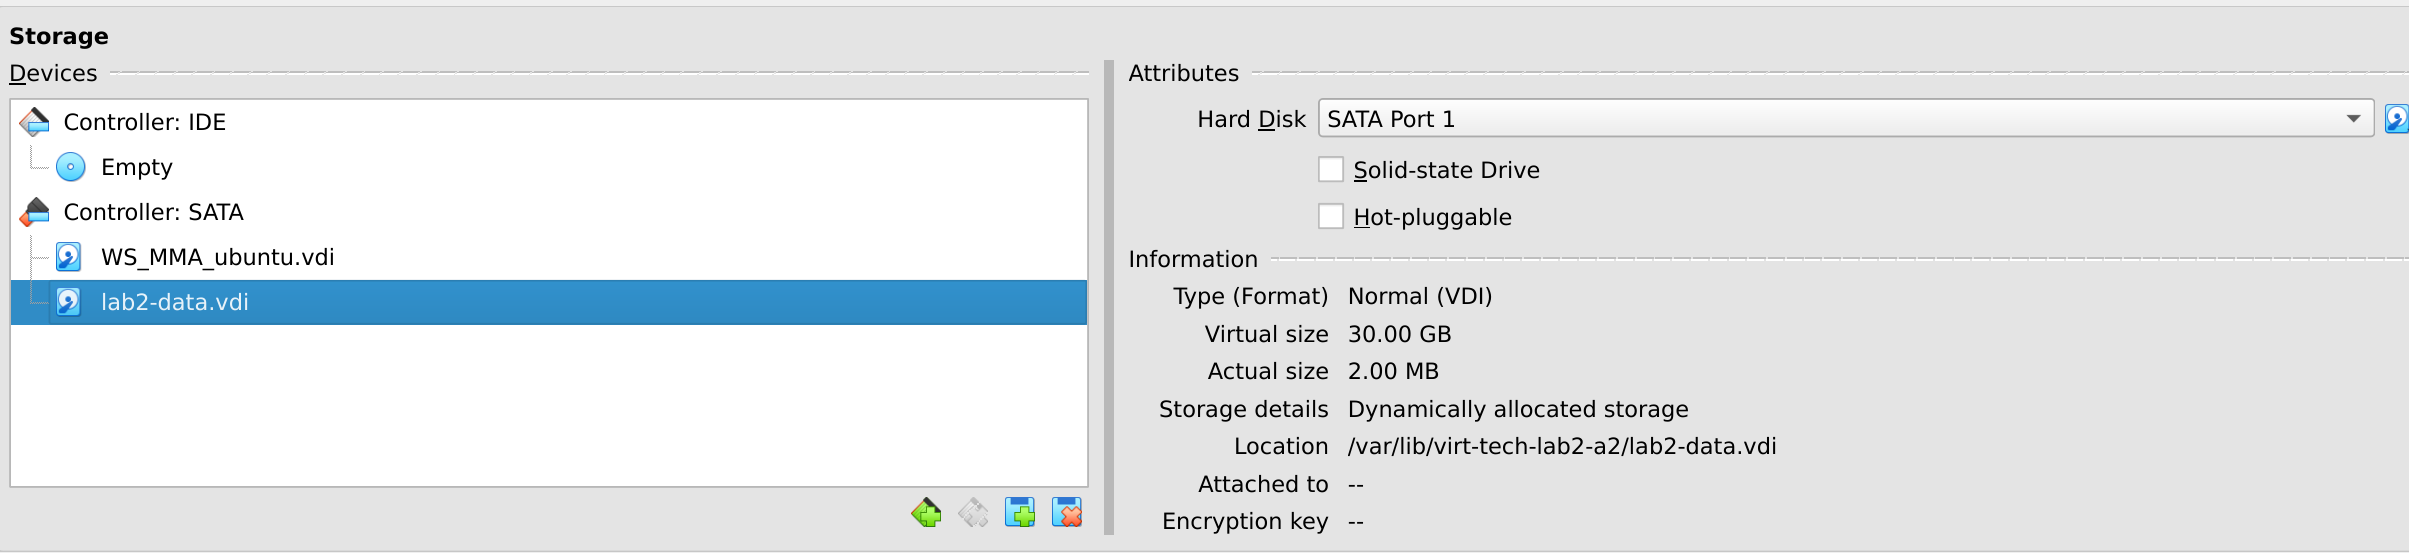 Storage
Devices
Controller: IDE
Empty
Controller: SATA
WS_MMA_ubuntu.vdi
lab2-data.vdi
Attributes
Hard Disk SATA Port 1
Solid-state Drive
Hot-pluggable
Information
Type (Format) Normal (VDI)
Virtual size 30.00 GB
Actual size 2.00 MB
Storage details Dynamically allocated storage
Location /var/lib/virt-tech-lab2-a2/lab2-data.vdi
Attached to --
Encryption key --